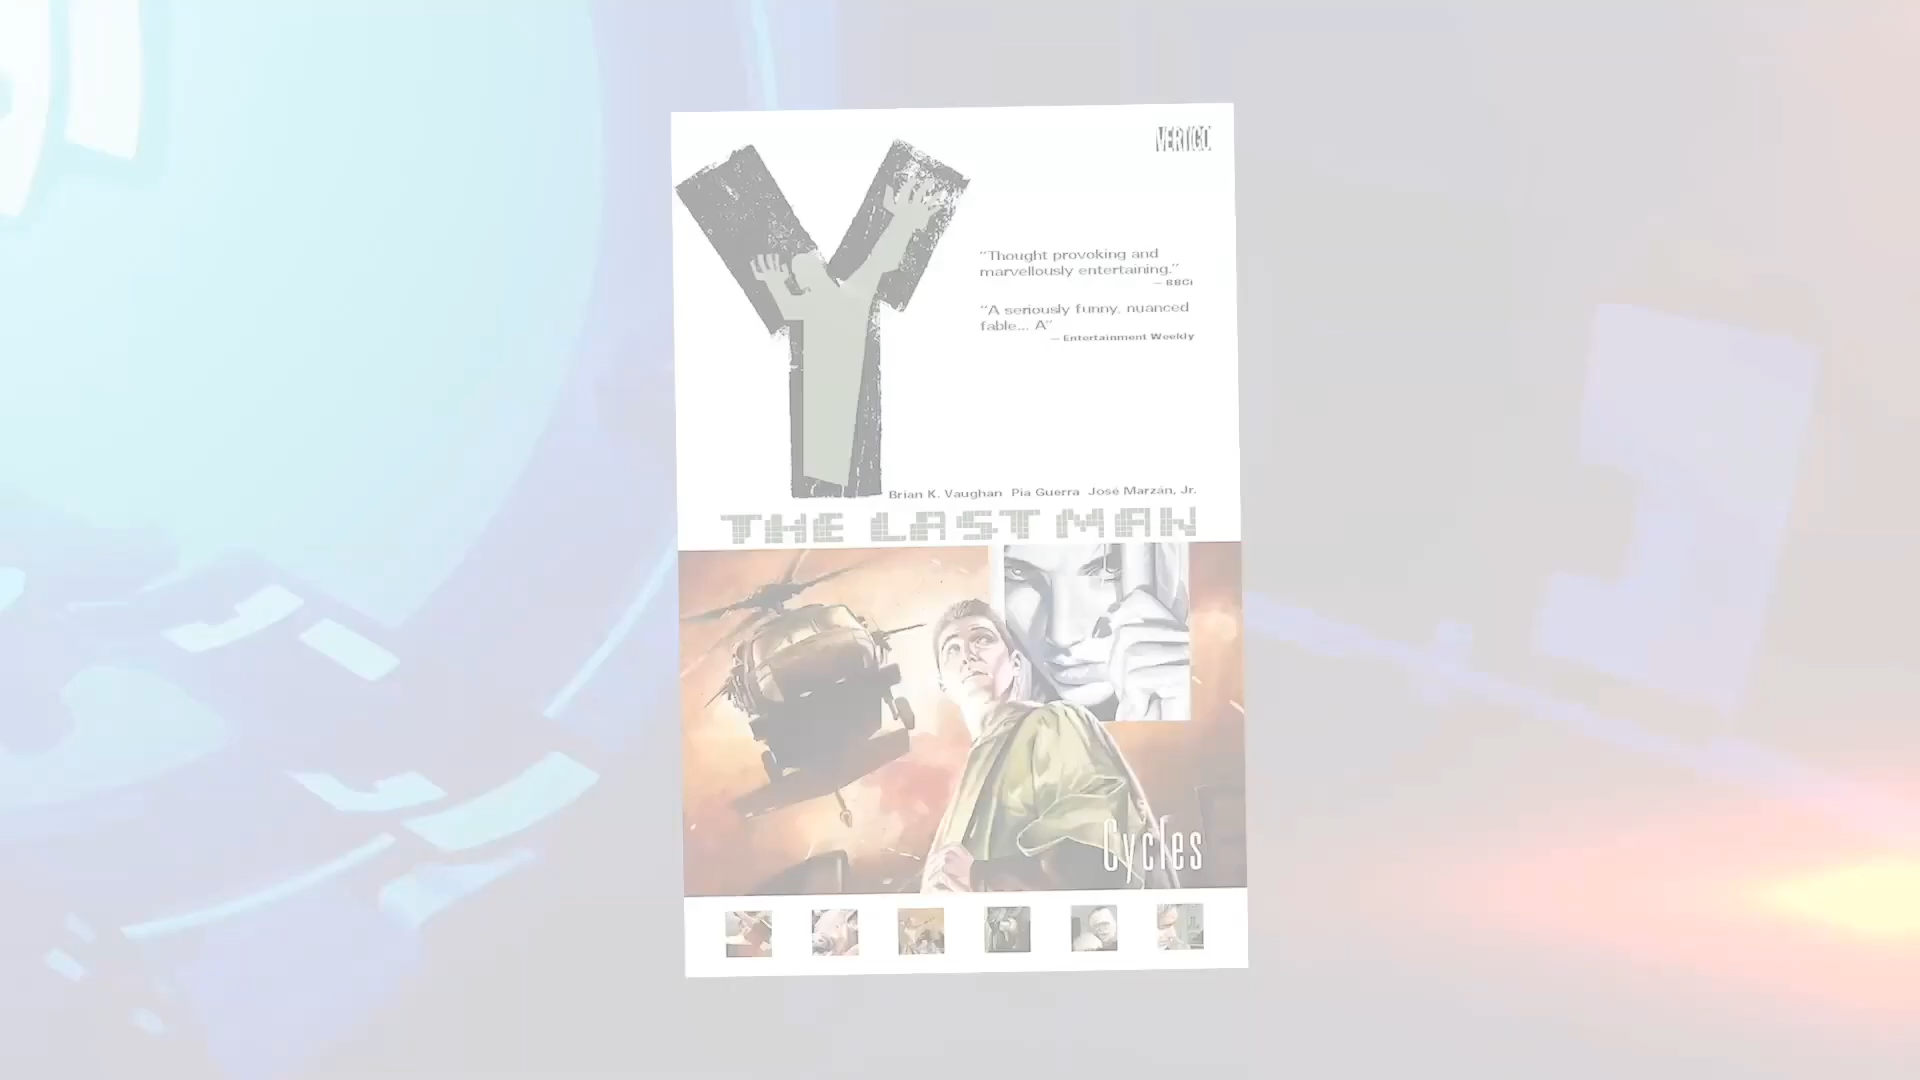 VERTIGO
Y
"Thought provoking and
marvellously entertaining."
— BBCi
"A seriously funny, nuanced
fable... A"
— Entertainment Weekly
Brian K. Vaughan Pia Guerra José Marzán, Jr.
THE LAST MAN
Cycles